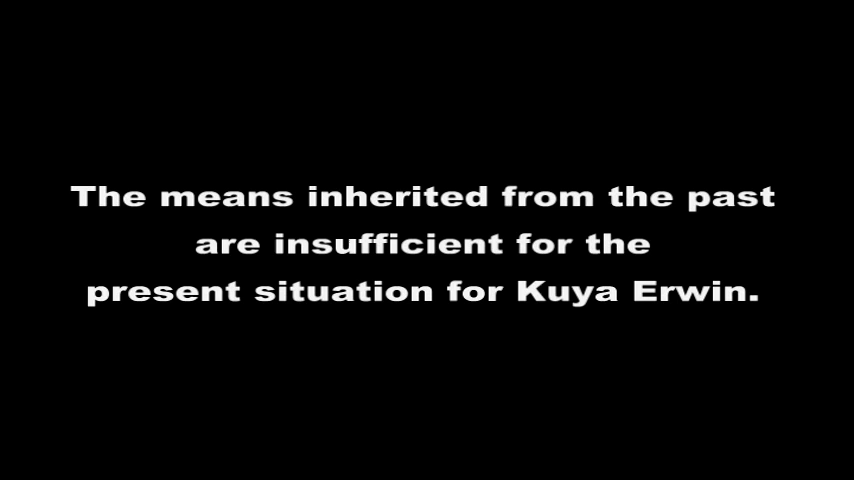 The means inherited from the past
are insufficient for the
present situation for Kuya Erwin.